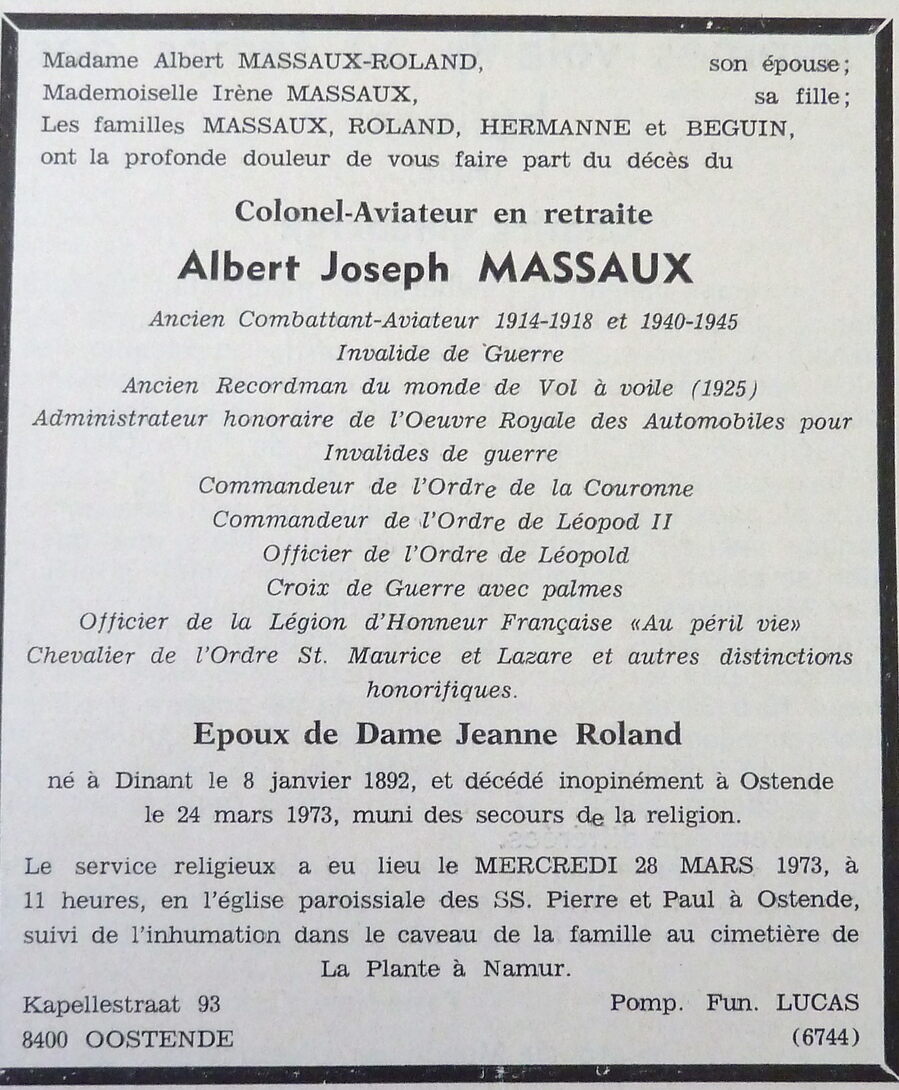 Madame Albert MASSAUX-ROLAND, son épouse;
Mademoiselle Irène MASSAUX, sa fille;
Les familles MASSAUX, ROLAND, HERMANNE et BEGUIN,
ont la profonde douleur de vous faire part du décès du
Colonel-Aviateur en retraite
Albert Joseph MASSAUX
Ancien Combattant-Aviateur 1914-1918 et 1940-1945
Invalide de Guerre
Ancien Recordman du monde de Vol à voile (1925)
Administrateur honoraire de l'Oeuvre Royale des Automobiles pour
Invalides de guerre
Commandeur de l'Ordre de la Couronne
Commandeur de l'Ordre de Léopod II
Officier de l'Ordre de Léopold
Croix de Guerre avec palmes
Officier de la Légion d'Honneur Française «Au péril vie»
Chevalier de l'Ordre St. Maurice et Lazare et autres distinctions
honorifiques.
Epoux de Dame Jeanne Roland
né à Dinant le 8 janvier 1892, et décédé inopinément à Ostende
le 24 mars 1973, muni des secours de la religion.
Le service religieux a eu lieu le MERCREDI 28 MARS 1973, à
11 heures, en l'église paroissiale des SS. Pierre et Paul à Ostende,
suivi de l'inhumation dans le caveau de la famille au cimetière de
La Plante à Namur.
Kapellestraat 93 Pomp. Fun. LUCAS
8400 OOSTENDE (6744)